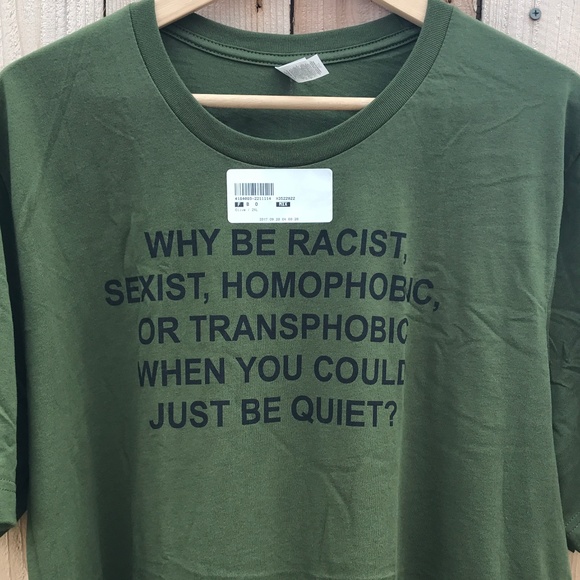 WHY BE RACIST,
SEXIST, HOMOPHOBIC,
OR TRANSPHOBIC
WHEN YOU COULD
JUST BE QUIET?